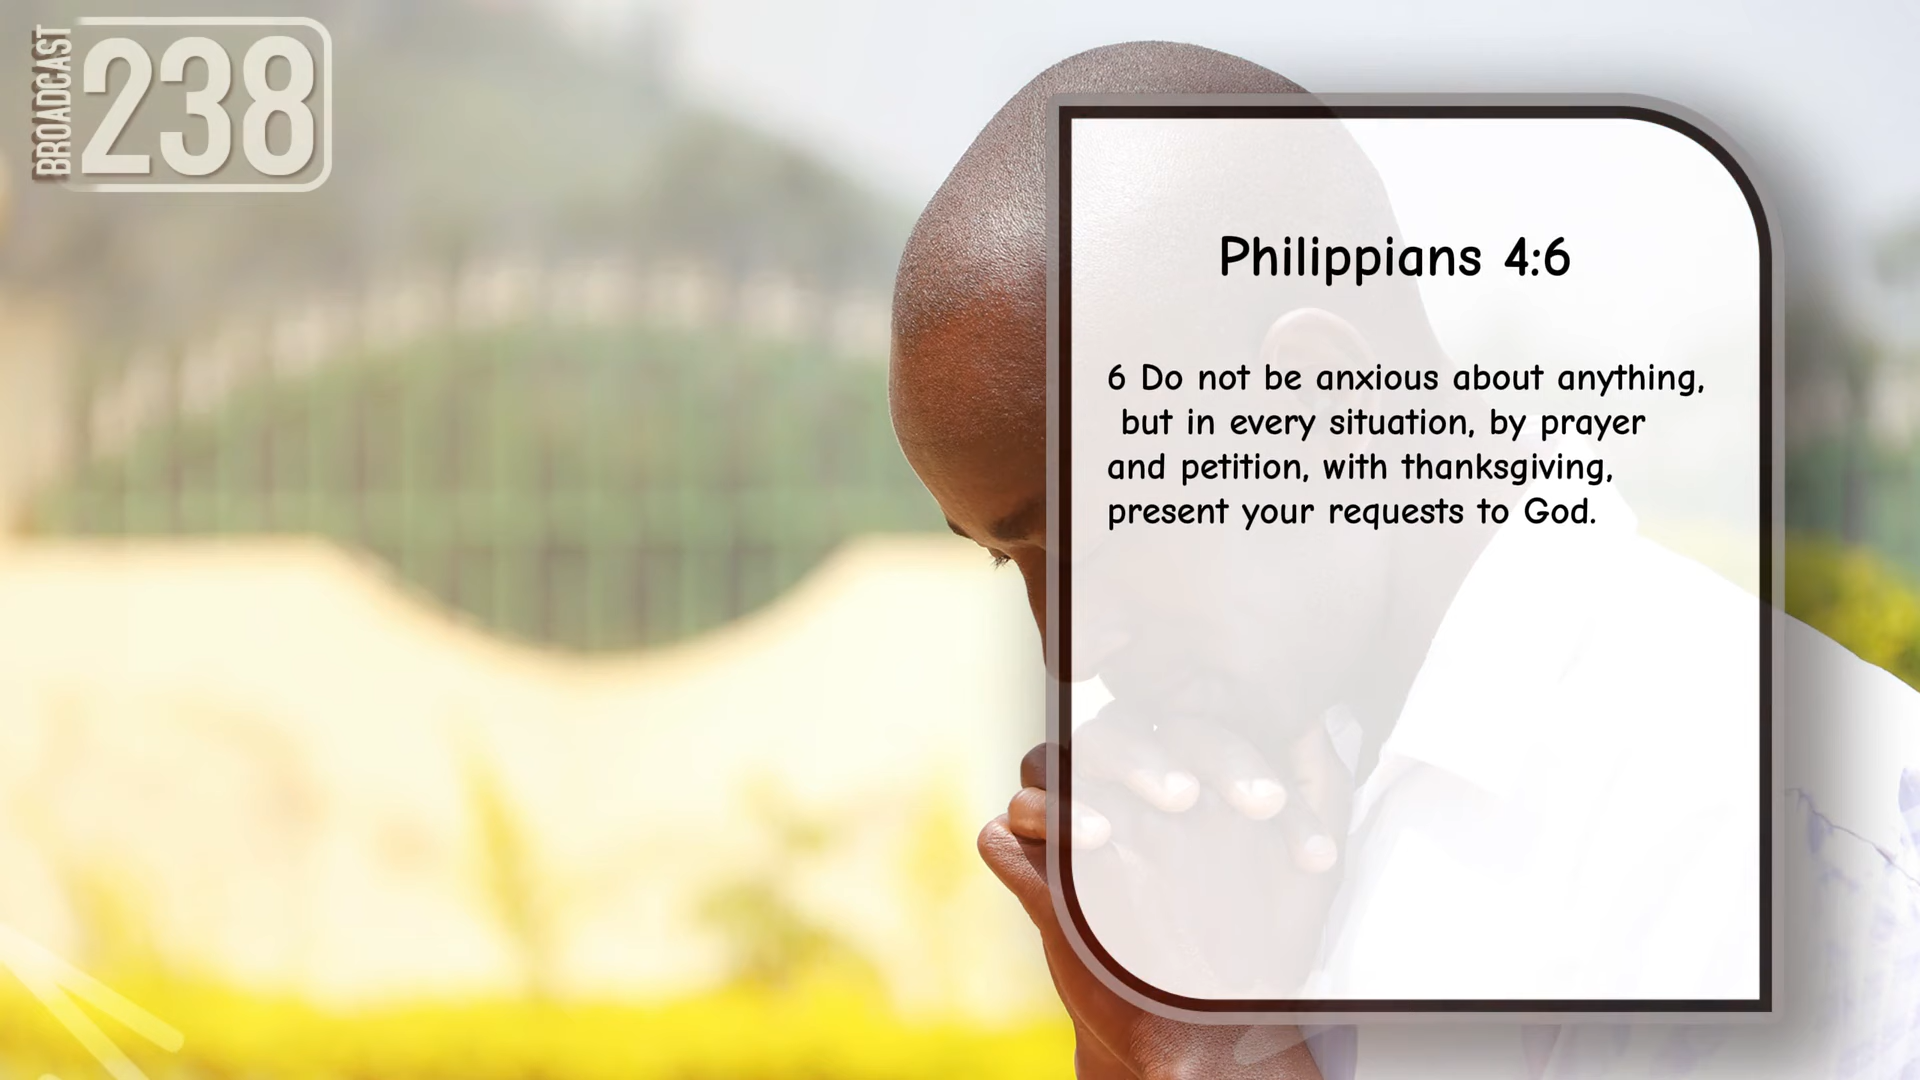 BROADCAST
238
Philippians 4:6
6 Do not be anxious about anything,
but in every situation, by prayer
and petition, with thanksgiving,
present your requests to God.